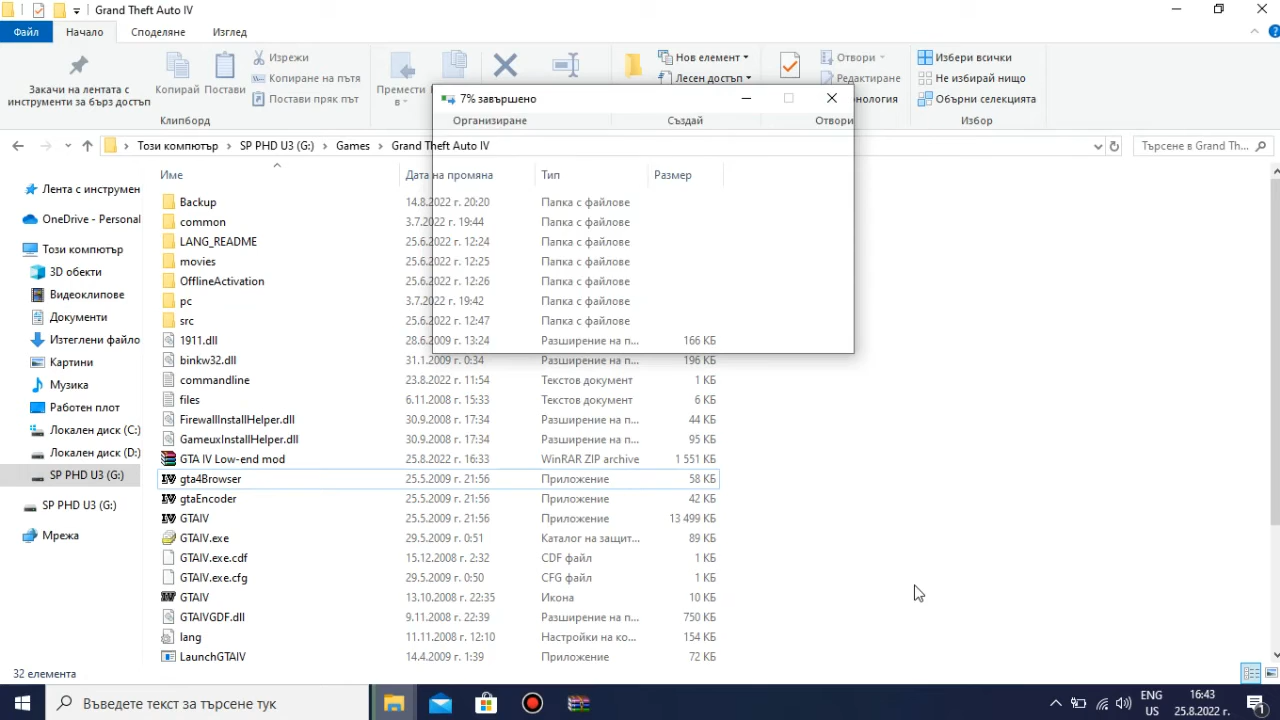 Grand Theft Auto IV
Файл Начало Споделяне Изглед
Закачи на лентата с инструменти за бърз достъп
Копирай
Постави
Изрежи
Копиране на пътя
Постави пряк път
Клипборд
Премести в
Нов елемент
Лесен достъп
Отвори
Редактиране
Избери всички
Не избирай нищо
Обърни селекцията
Избор
7% завършено
Организиране Създай Отвори
Този компютър SP PHD U3 (G:) Games Grand Theft Auto IV
Търсене в Grand Th...
Име Дата на промяна Тип Размер
Лента с инструмен
OneDrive - Personal
Този компютър
3D обекти
Видеоклипове
Документи
Изтеглени файло
Картини
Музика
Работен плот
Локален диск (C:)
Локален диск (D:)
SP PHD U3 (G:)
SP PHD U3 (G:)
Мрежа
Backup 14.8.2022 г. 20:20 Папка с файлове
common 3.7.2022 г. 19:44 Папка с файлове
LANG_README 25.6.2022 г. 12:24 Папка с файлове
movies 25.6.2022 г. 12:25 Папка с файлове
OfflineActivation 25.6.2022 г. 12:26 Папка с файлове
pc 3.7.2022 г. 19:42 Папка с файлове
src 25.6.2022 г. 12:47 Папка с файлове
1911.dll 28.6.2009 г. 13:24 Разширение на п... 166 КБ
binkw32.dll 31.1.2009 г. 0:34 Разширение на п... 196 КБ
commandline 23.8.2022 г. 11:54 Текстов документ 1 КБ
files 6.11.2008 г. 15:33 Текстов документ 6 КБ
FirewallInstallHelper.dll 30.9.2008 г. 17:34 Разширение на п... 44 КБ
GameuxInstallHelper.dll 30.9.2008 г. 17:34 Разширение на п... 95 КБ
GTA IV Low-end mod 25.8.2022 г. 16:33 WinRAR ZIP archive 1 551 КБ
gta4Browser 25.5.2009 г. 21:56 Приложение 58 КБ
gtaEncoder 25.5.2009 г. 21:56 Приложение 42 КБ
GTAIV 25.5.2009 г. 21:56 Приложение 13 499 КБ
GTAIV.exe 29.5.2009 г. 0:51 Каталог на защит... 89 КБ
GTAIV.exe.cdf 15.12.2008 г. 2:32 CDF файл 1 КБ
GTAIV.exe.cfg 29.5.2009 г. 0:50 CFG файл 1 КБ
GTAIV 13.10.2008 г. 22:35 Икона 10 КБ
GTAIVGDF.dll 9.11.2008 г. 22:39 Разширение на п... 750 КБ
lang 11.11.2008 г. 12:10 Настройки на ко... 154 КБ
LaunchGTAIV 14.4.2009 г. 1:39 Приложение 72 КБ
32 елемента
Въведете текст за търсене тук
ENG
US
16:43
25.8.2022 г.
1